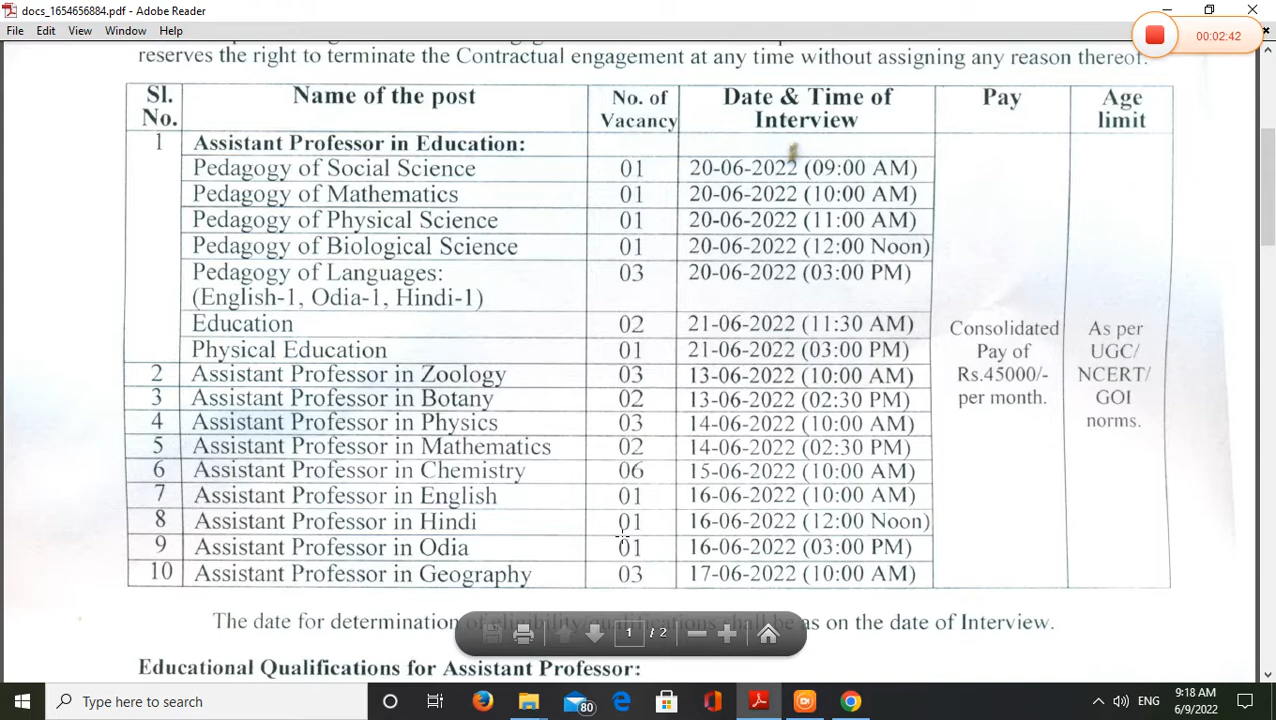 docs_1654656884.pdf - Adobe Reader
File Edit View Window Help
00:02:42
reserves the right to terminate the Contractual engagement at any time without assigning any reason thereof.
Sl. No. Name of the post No. of Vacancy Date & Time of Interview Pay Age limit
1 Assistant Professor in Education:
Pedagogy of Social Science 01 20-06-2022 (09:00 AM)
Pedagogy of Mathematics 01 20-06-2022 (10:00 AM)
Pedagogy of Physical Science 01 20-06-2022 (11:00 AM)
Pedagogy of Biological Science 01 20-06-2022 (12:00 Noon)
Pedagogy of Languages: 03 20-06-2022 (03:00 PM)
(English-1, Odia-1, Hindi-1)
Education 02 21-06-2022 (11:30 AM)
Physical Education 01 21-06-2022 (03:00 PM)
2 Assistant Professor in Zoology 03 13-06-2022 (10:00 AM)
3 Assistant Professor in Botany 02 13-06-2022 (02:30 PM)
4 Assistant Professor in Physics 03 14-06-2022 (10:00 AM)
5 Assistant Professor in Mathematics 02 14-06-2022 (02:30 PM)
6 Assistant Professor in Chemistry 06 15-06-2022 (10:00 AM)
7 Assistant Professor in English 01 16-06-2022 (10:00 AM)
8 Assistant Professor in Hindi 01 16-06-2022 (12:00 Noon)
9 Assistant Professor in Odia 01 16-06-2022 (03:00 PM)
10 Assistant Professor in Geography 03 17-06-2022 (10:00 AM)
Consolidated
Pay of
Rs.45000/-
per month.
As per
UGC/
NCERT/
GOI
norms.
The date for determination as on the date of Interview.
1 / 2
Educational Qualifications for Assistant Professor:
Type here to search
80
ENG
9:18 AM
6/9/2022